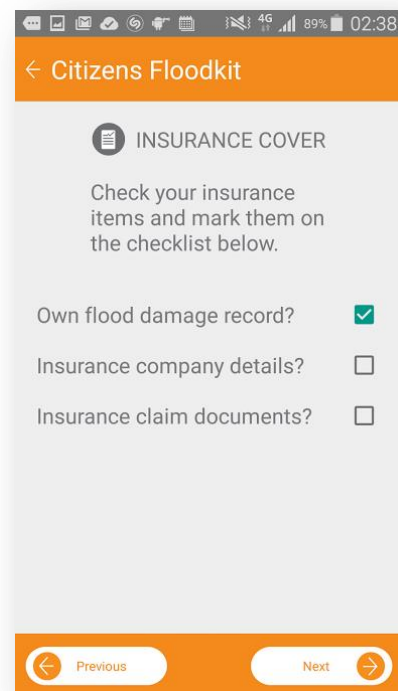 4G 89% 02:38
Citizens Floodkit
INSURANCE COVER
Check your insurance
items and mark them on
the checklist below.
Own flood damage record?
Insurance company details?
Insurance claim documents?
Previous Next